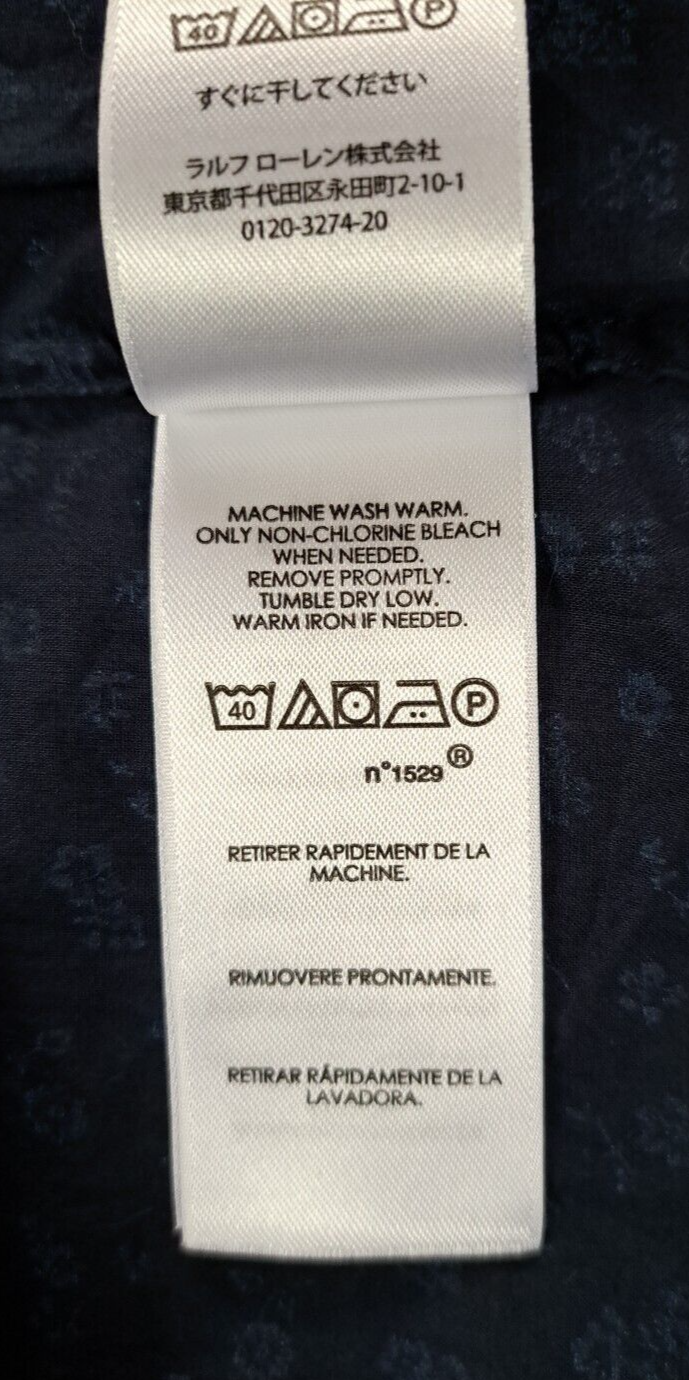 40 P
すぐに干してください
ラルフ ローレン株式会社
東京都千代田区永田町2-10-1
0120-3274-20
MACHINE WASH WARM.
ONLY NON-CHLORINE BLEACH
WHEN NEEDED.
REMOVE PROMPTLY.
TUMBLE DRY LOW.
WARM IRON IF NEEDED.
40 P
n°1529®
RETIRER RAPIDEMENT DE LA
MACHINE.
RIMUOVERE PRONTAMENTE.
RETIRAR RÁPIDAMENTE DE LA
LAVADORA.